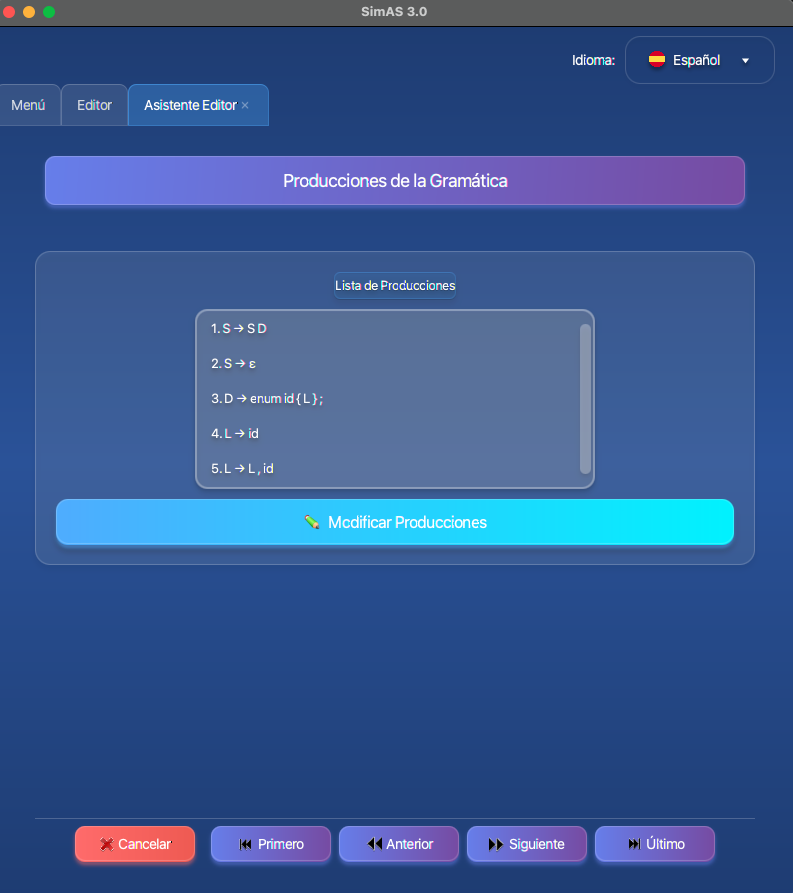 SimAS 3.0
Idioma: Español
Menú Editor Asistente Editor ×
Producciones de la Gramática
Lista de Producciones
1. S → S D
2. S → ε
3. D → enum id { L } ;
4. L → id
5. L → L , id
Modificar Producciones
Cancelar Primero Anterior Siguiente Último